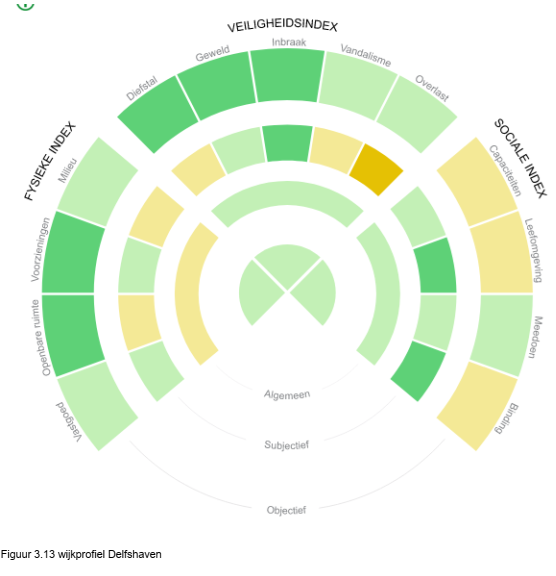 VEILIGHEIDSINDEX
Inbraak
Geweld
Vandalisme
Diefstal
Overlast
FYSIEKE INDEX
SOCIALE INDEX
Milieu
Capaciteiten
Voorzieningen
Leefomgeving
Openbare ruimte
Meedoen
Vastgoed
Binding
Algemeen
Subjectief
Objectief
Figuur 3.13 wijkprofiel Delfshaven